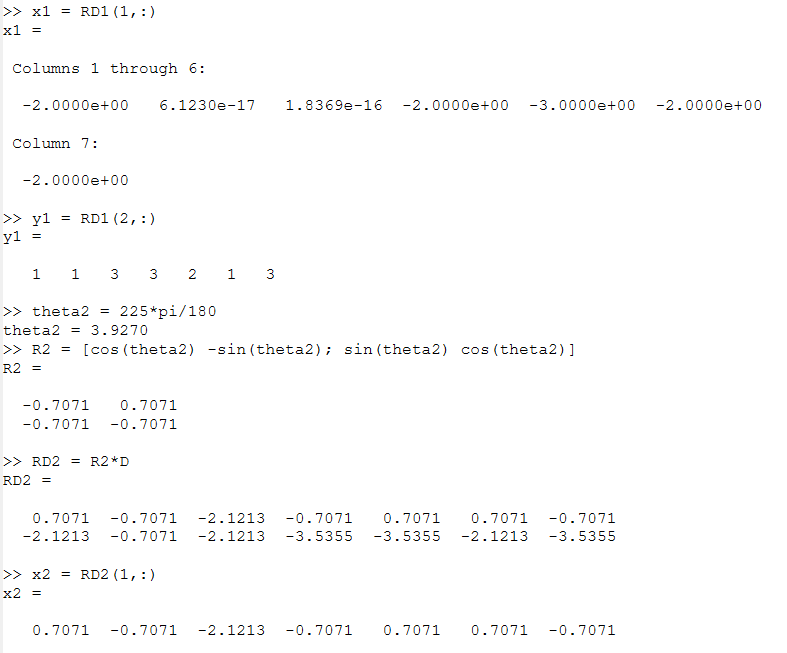 >> x1 = RD1(1,:)
x1 =
Columns 1 through 6:
-2.0000e+00 6.1230e-17 1.8369e-16 -2.0000e+00 -3.0000e+00 -2.0000e+00
Column 7:
-2.0000e+00
>> y1 = RD1(2,:)
y1 =
1 1 3 3 2 1 3
>> theta2 = 225*pi/180
theta2 = 3.9270
>> R2 = [cos(theta2) -sin(theta2); sin(theta2) cos(theta2)]
R2 =
-0.7071 0.7071
-0.7071 -0.7071
>> RD2 = R2*D
RD2 =
0.7071 -0.7071 -2.1213 -0.7071 0.7071 0.7071 -0.7071
-2.1213 -0.7071 -2.1213 -3.5355 -3.5355 -2.1213 -3.5355
>> x2 = RD2(1,:)
x2 =
0.7071 -0.7071 -2.1213 -0.7071 0.7071 0.7071 -0.7071